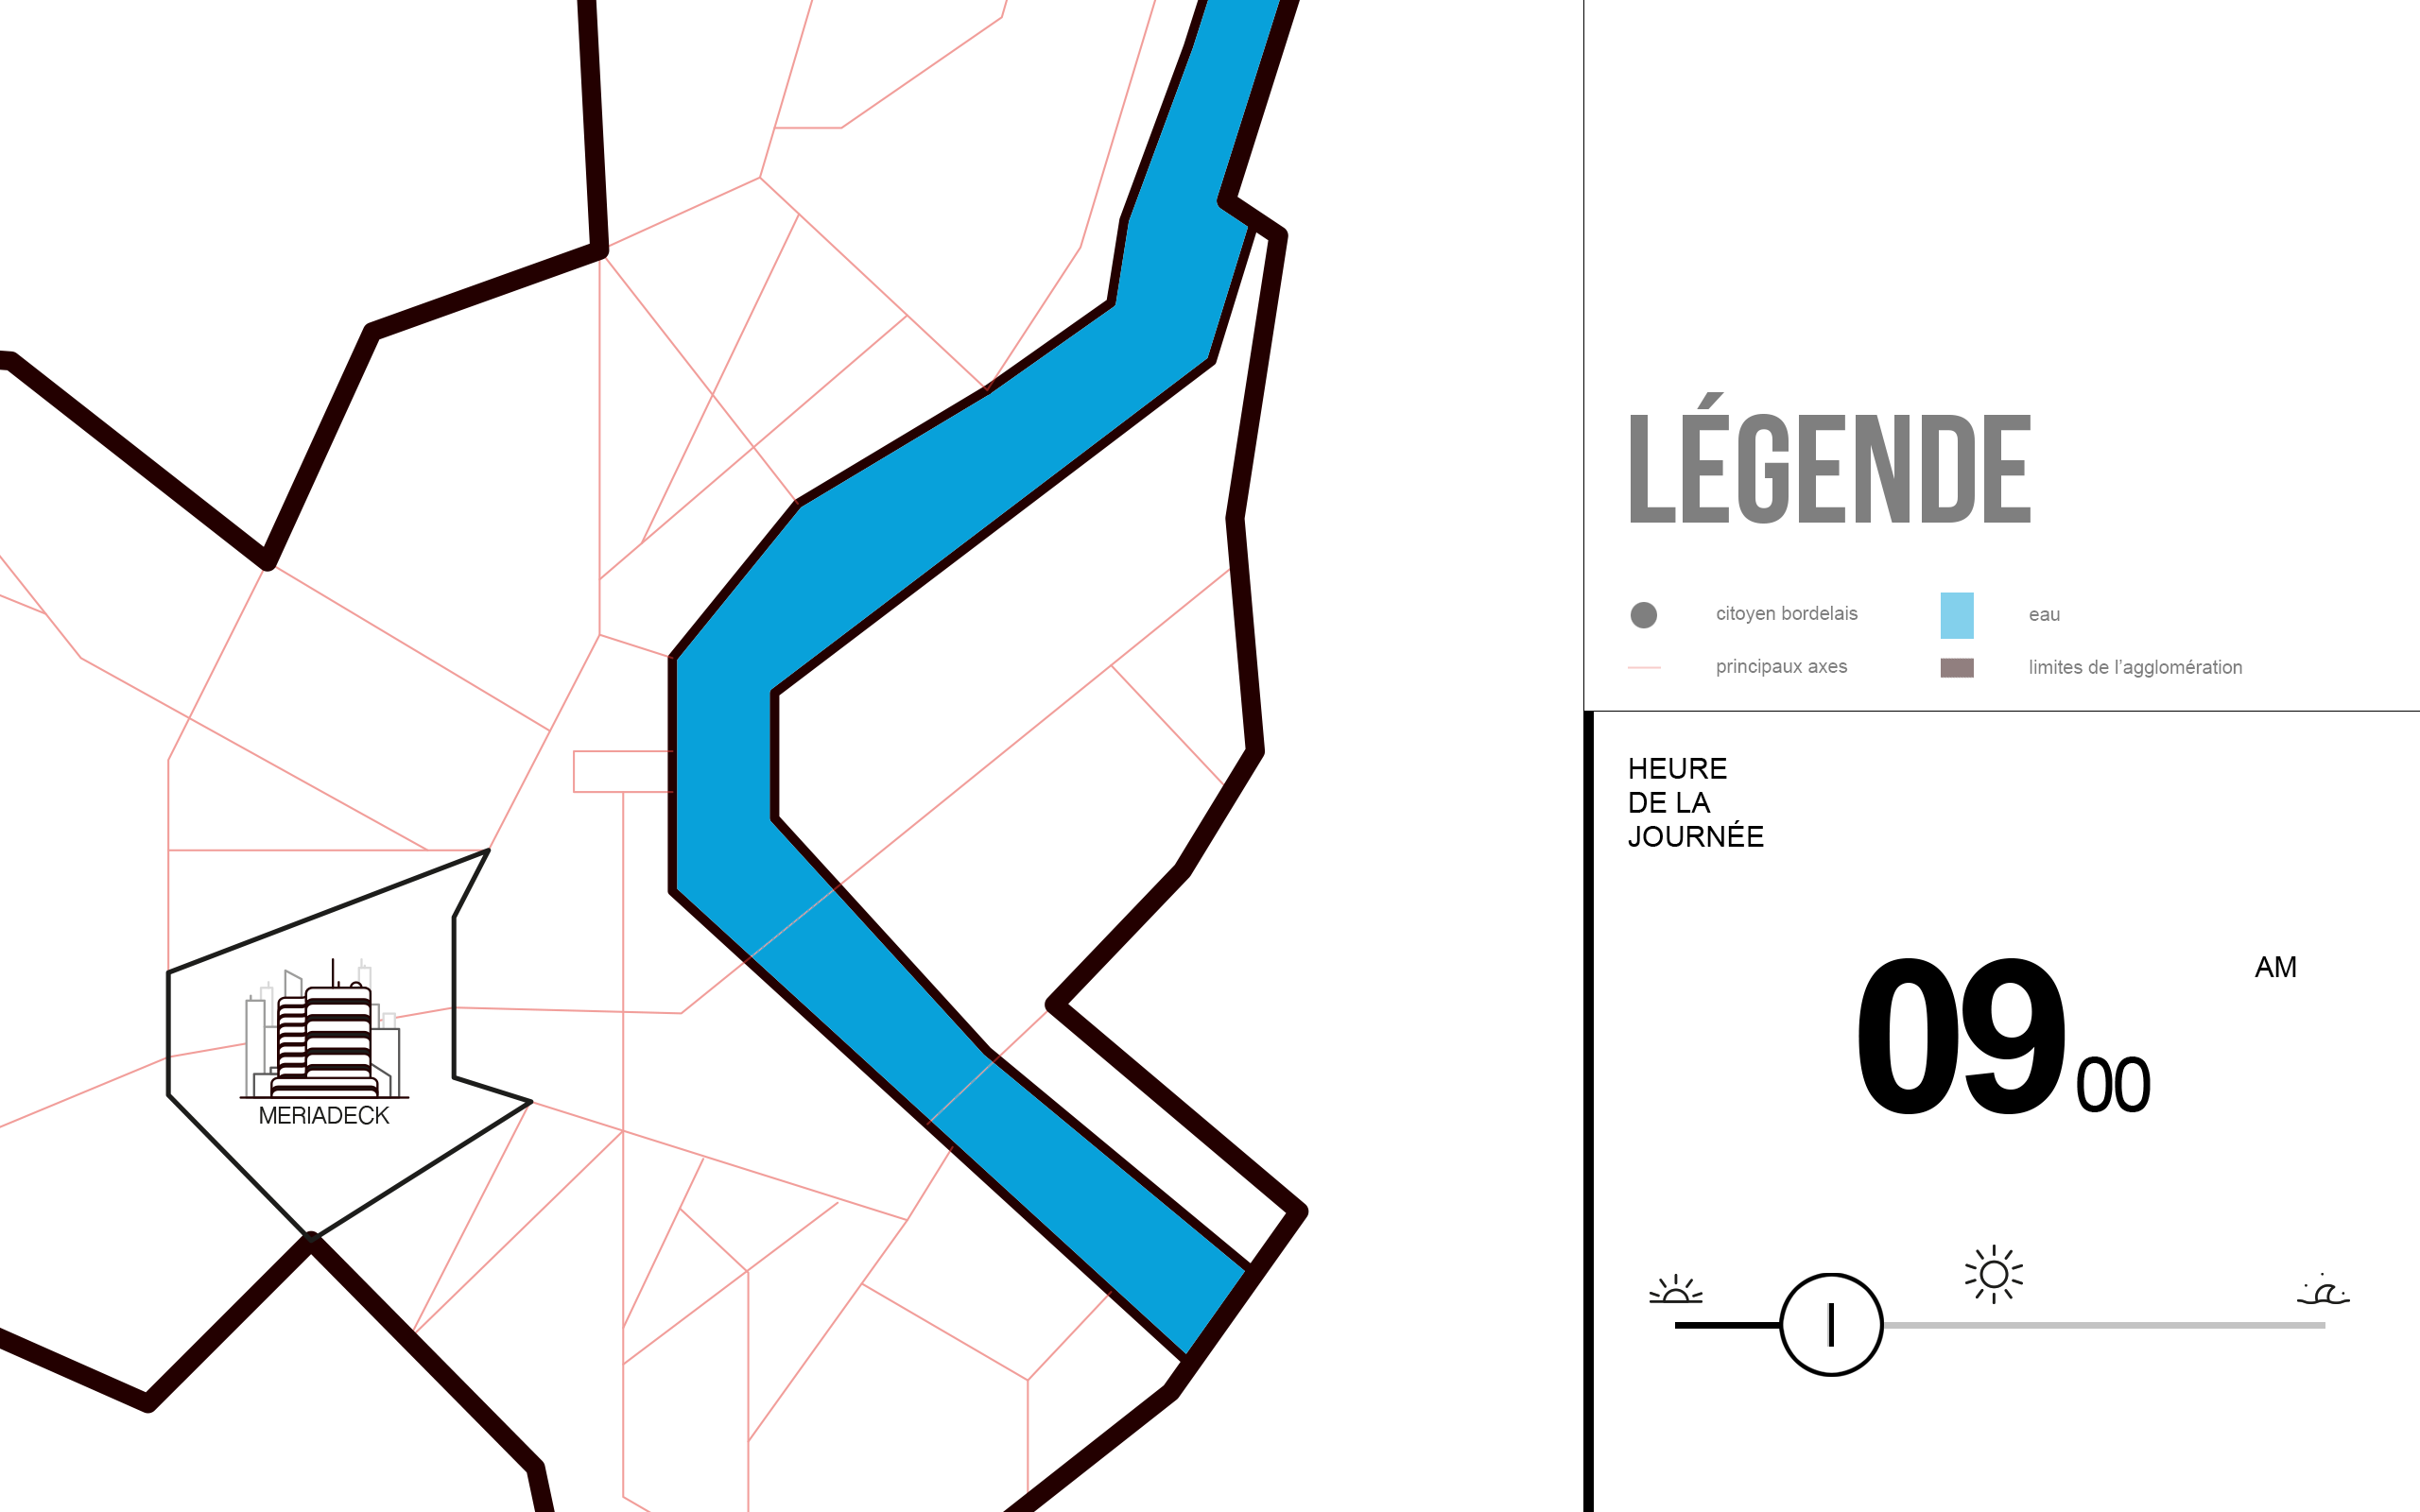 MERIADECK
LÉGENDE
citoyen bordelais
eau
principaux axes
limites de l’agglomération
HEURE
DE LA
JOURNÉE
AM
09 00